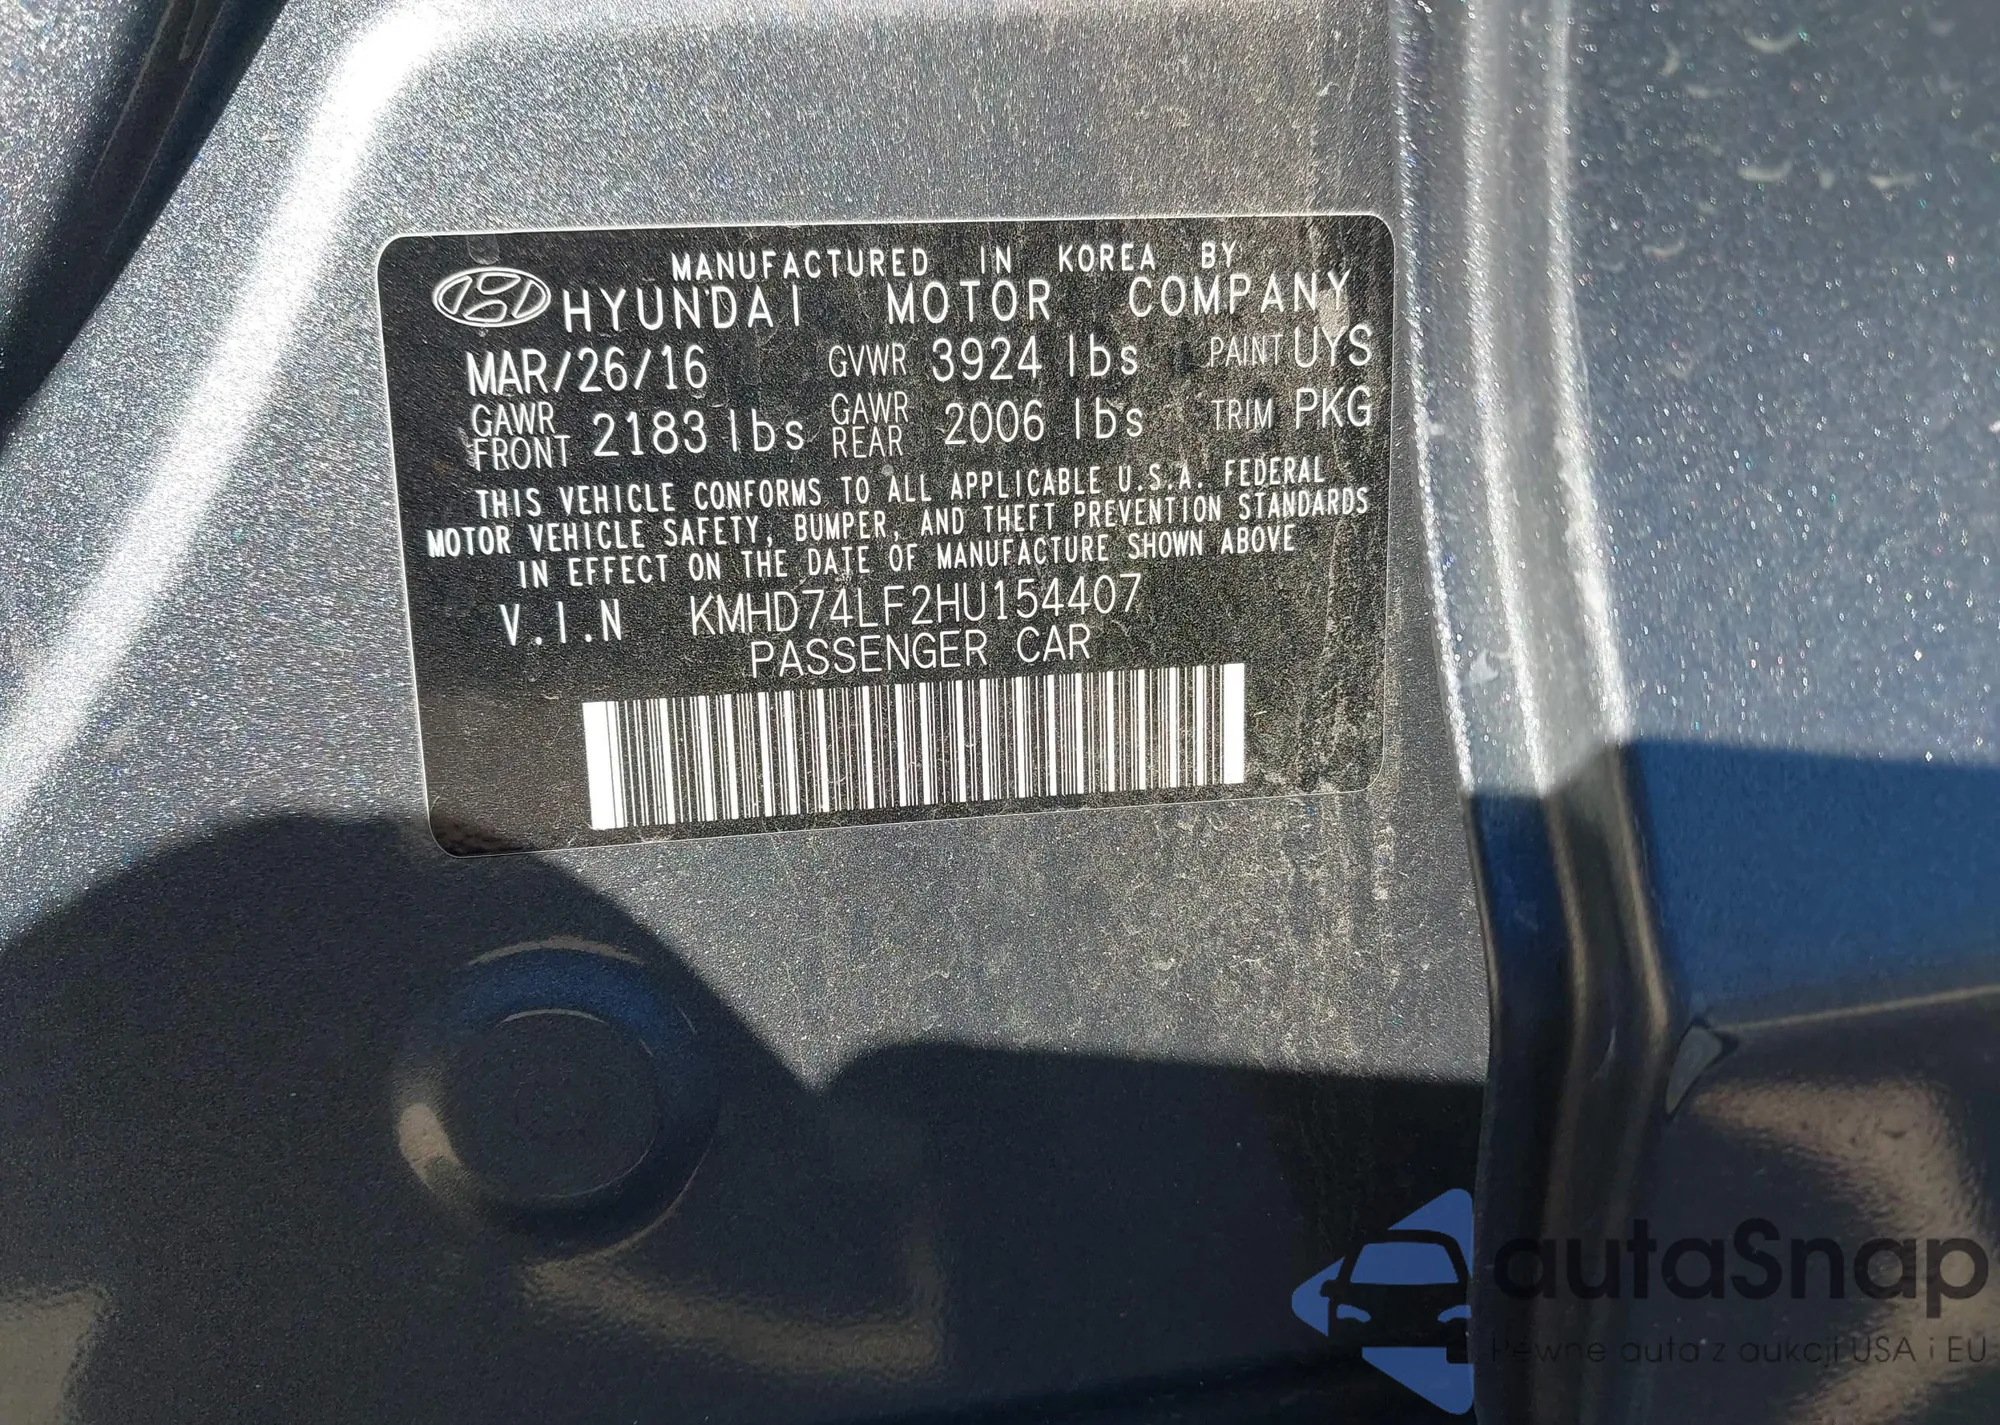 MANUFACTURED IN KOREA BY
HYUNDAI MOTOR COMPANY
MAR/26/16 GVWR 3924 lbs PAINT UYS
GAWR FRONT 2183 lbs GAWR REAR 2006 lbs TRIM PKG
THIS VEHICLE CONFORMS TO ALL APPLICABLE U.S.A. FEDERAL
MOTOR VEHICLE SAFETY, BUMPER, AND THEFT PREVENTION STANDARDS
IN EFFECT ON THE DATE OF MANUFACTURE SHOWN ABOVE
V.I.N KMHD74LF2HU154407
PASSENGER CAR
autaSnap
Pewne auta z aukcji USA i EU